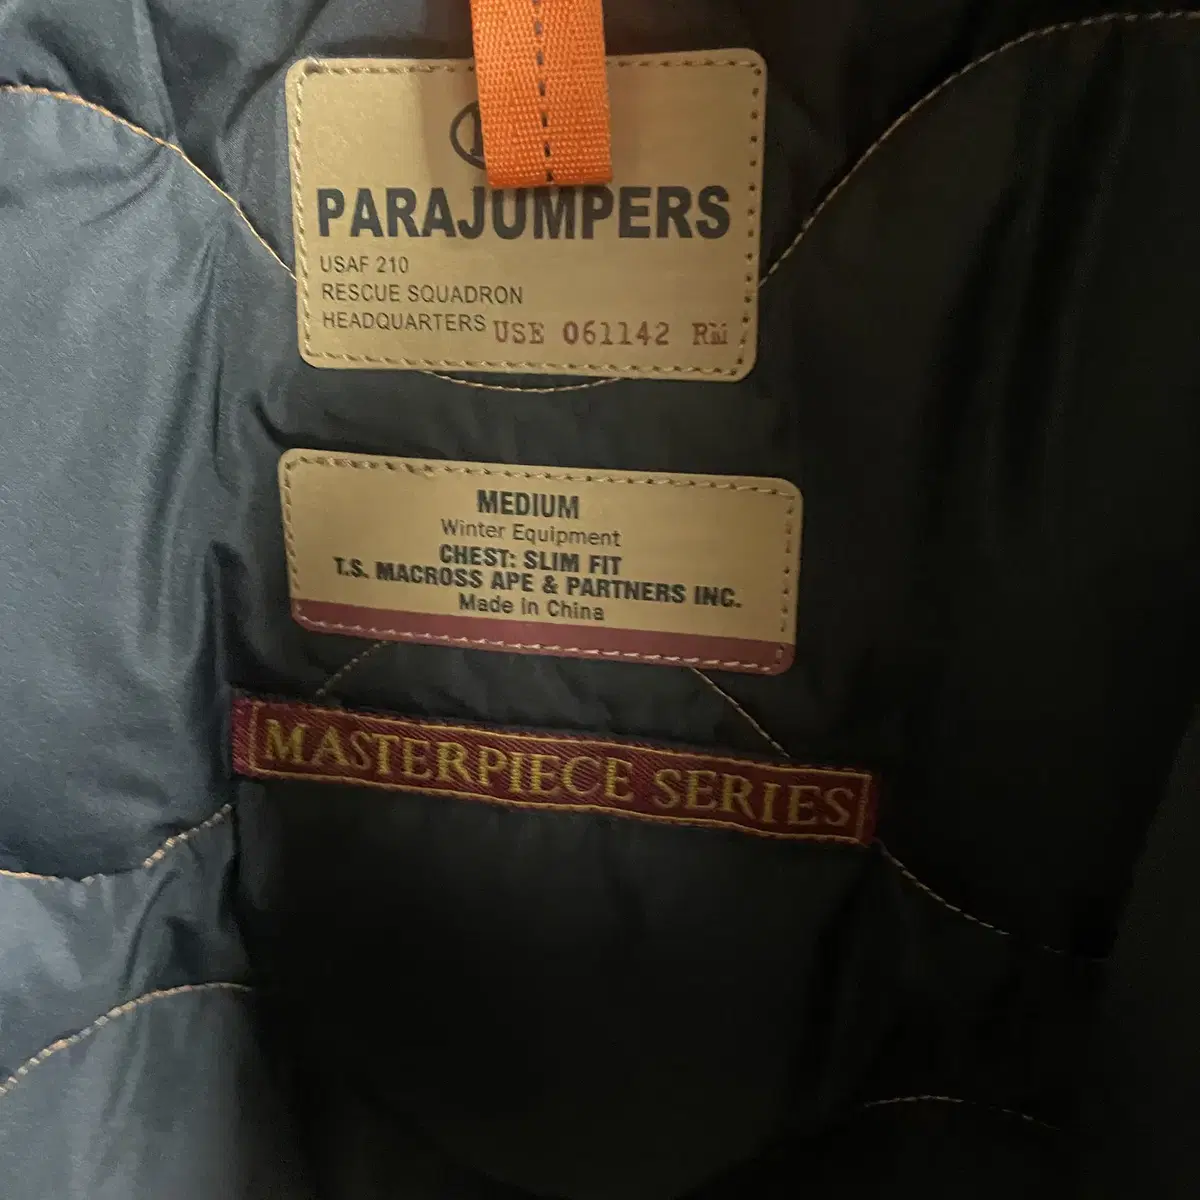 PARAJUMPERS
USAF 210
RESCUE SQUADRON
HEADQUARTERS USE 061142 RM
MEDIUM
Winter Equipment
CHEST: SLIM FIT
T.S. MACROSS APE & PARTNERS INC.
Made In China
MASTERPIECE SERIES